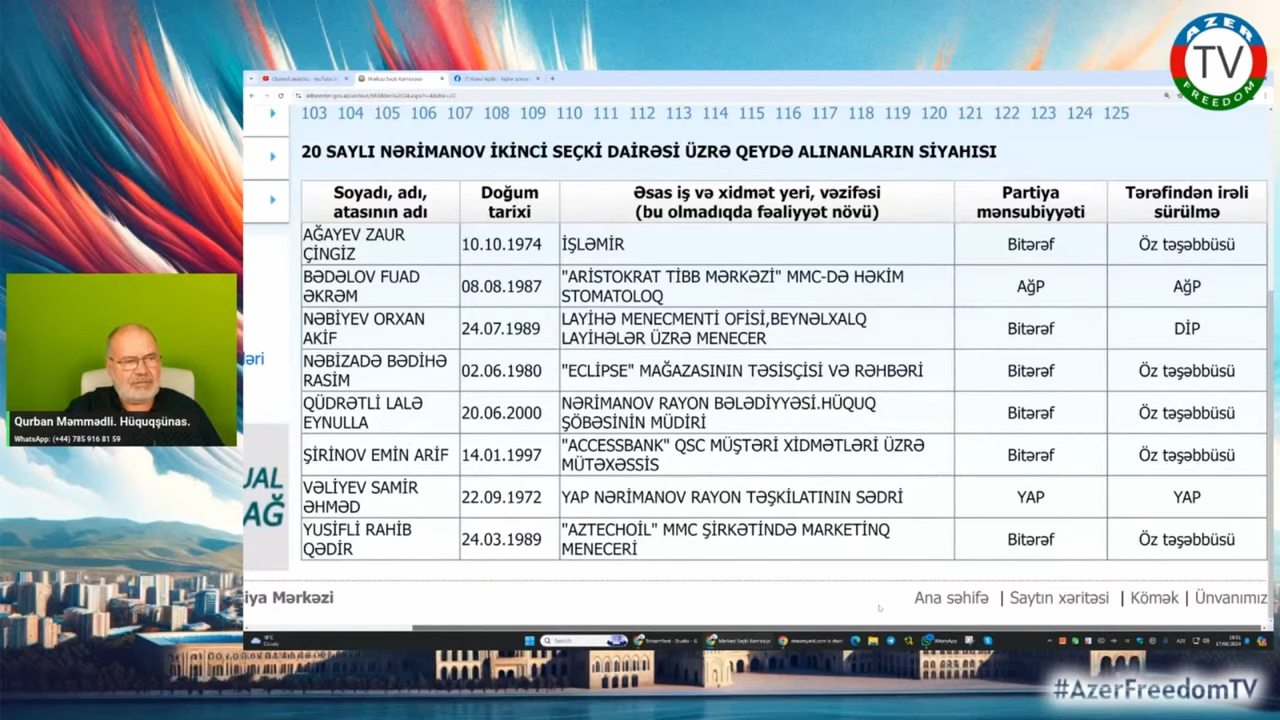 AZER
TV
FREEDOM
103 104 105 106 107 108 109 110 111 112 113 114 115 116 117 118 119 120 121 122 123 124 125
20 SAYLI NƏRİMANOV İKİNCİ SEÇKİ DAİRƏSİ ÜZRƏ QEYDƏ ALINANLARIN SİYAHISI
Soyadı, adı,
atasının adı
Doğum
tarixi
Əsas iş və xidmət yeri, vəzifəsi
(bu olmadıqda fəaliyyət növü)
Partiya
mənsubiyyəti
Tərəfindən irəli
sürülmə
AĞAYEV ZAUR
ÇİNGİZ
10.10.1974
İŞLƏMİR
Bitərəf
Öz təşəbbüsü
BƏDƏLOV FUAD
ƏKRƏM
08.08.1987
"ARİSTOKRAT TİBB MƏRKƏZİ" MMC-DƏ HƏKİM
STOMATOLOQ
AğP
AğP
NƏBİYEV ORXAN
AKİF
24.07.1989
LAYİHƏ MENECMENTİ OFİSİ,BEYNƏLXALQ
LAYİHƏLƏR ÜZRƏ MENECER
Bitərəf
DİP
NƏBİZADƏ BƏDİHƏ
RASİM
02.06.1980
"ECLİPSE" MAĞAZASININ TƏSİSÇİSİ VƏ RƏHBƏRİ
Bitərəf
Öz təşəbbüsü
QÜDRƏTLİ LALƏ
EYNULLA
20.06.2000
NƏRİMANOV RAYON BƏLƏDİYYƏSİ.HÜQUQ
ŞÖBƏSİNİN MÜDİRİ
Bitərəf
Öz təşəbbüsü
ŞİRİNOV EMİN ARİF
14.01.1997
"ACCESSBANK" QSC MÜŞTƏRİ XİDMƏTLƏRİ ÜZRƏ
MÜTƏXƏSSİS
Bitərəf
Öz təşəbbüsü
VƏLİYEV SAMİR
ƏHMƏD
22.09.1972
YAP NƏRİMANOV RAYON TƏŞKİLATININ SƏDRİ
YAP
YAP
YUSİFLİ RAHİB
QƏDİR
24.03.1989
"AZTECHOİL" MMC ŞİRKƏTİNDƏ MARKETİNQ
MENECERİ
Bitərəf
Öz təşəbbüsü
əri
UAL
AĞ
iya Mərkəzi
Ana səhifə | Saytın xəritəsi | Kömək | Ünvanımız
Qurban Məmmədli. Hüquqşünas.
WhatsApp: (+44) 785 916 81 59
Search
WhatsApp
#AzerFreedomTV